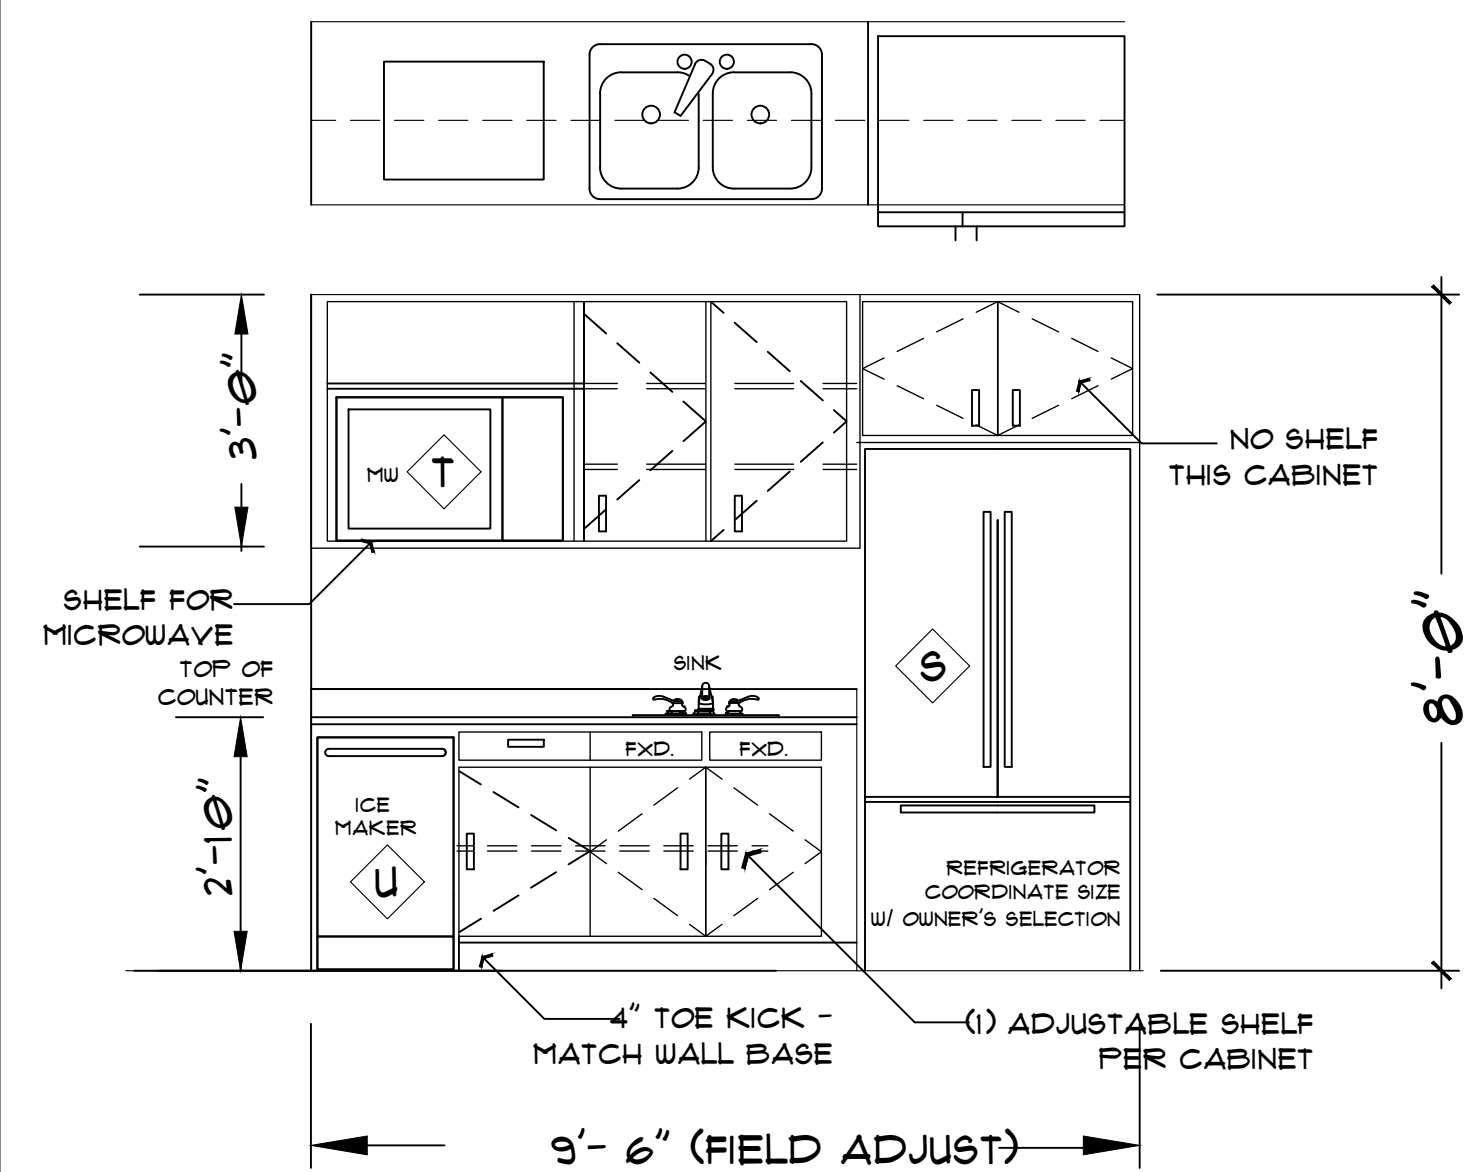 3'-0"
8'-0"
MW
T
NO SHELF
THIS CABINET
SHELF FOR
MICROWAVE
TOP OF
COUNTER
SINK
S
FXD.
FXD.
2'-10"
ICE
MAKER
U
REFRIGERATOR
COORDINATE SIZE
W/ OWNER'S SELECTION
4" TOE KICK -
MATCH WALL BASE
(1) ADJUSTABLE SHELF
PER CABINET
9'- 6" (FIELD ADJUST)